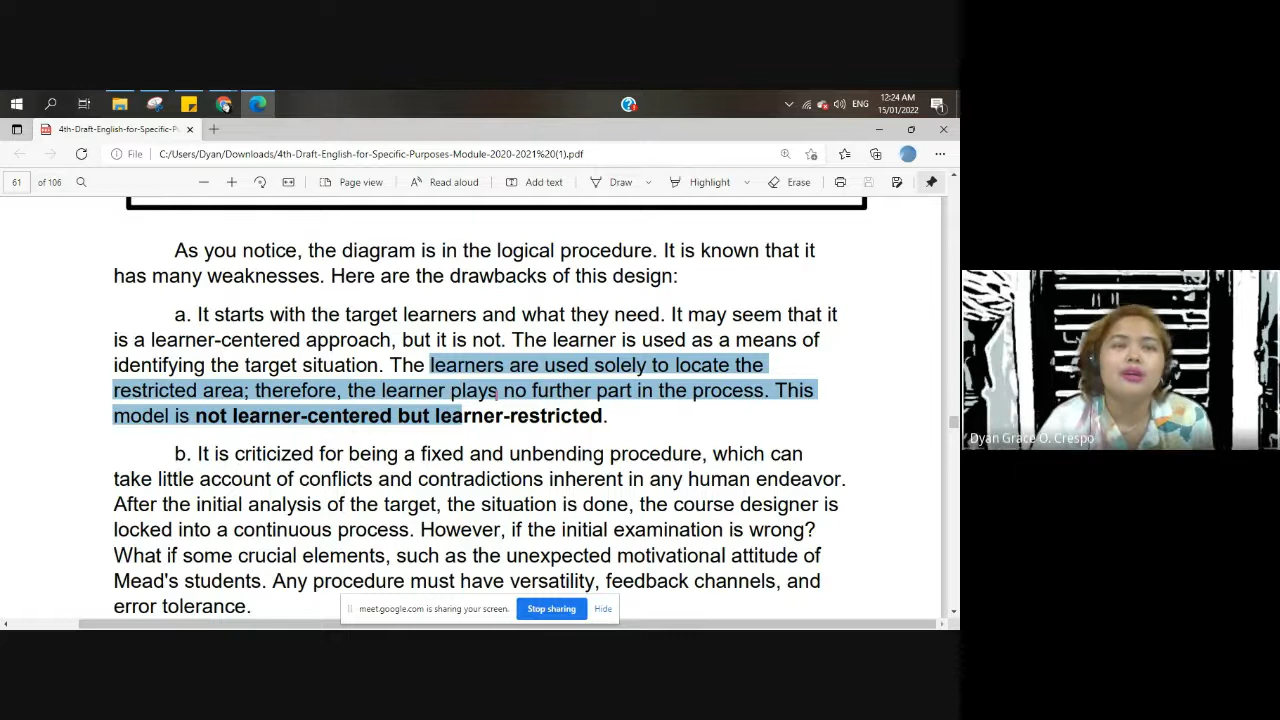 12:24 AM
ENG
15/01/2022
4th-Draft-English-for-Specific-P
File
C:/Users/Dyan/Downloads/4th-Draft-English-for-Specific-Purposes-Module-2020-2021%20(1).pdf
61 of 106
Page view
Read aloud
Add text
Draw
Highlight
Erase
As you notice, the diagram is in the logical procedure. It is known that it
has many weaknesses. Here are the drawbacks of this design:
a. It starts with the target learners and what they need. It may seem that it
is a learner-centered approach, but it is not. The learner is used as a means of
identifying the target situation. The learners are used solely to locate the
restricted area; therefore, the learner plays no further part in the process. This
model is not learner-centered but learner-restricted.
b. It is criticized for being a fixed and unbending procedure, which can
take little account of conflicts and contradictions inherent in any human endeavor.
After the initial analysis of the target, the situation is done, the course designer is
locked into a continuous process. However, if the initial examination is wrong?
What if some crucial elements, such as the unexpected motivational attitude of
Mead's students. Any procedure must have versatility, feedback channels, and
error tolerance.
meet.google.com is sharing your screen.
Stop sharing
Hide
Dyan Grace O. Crespo